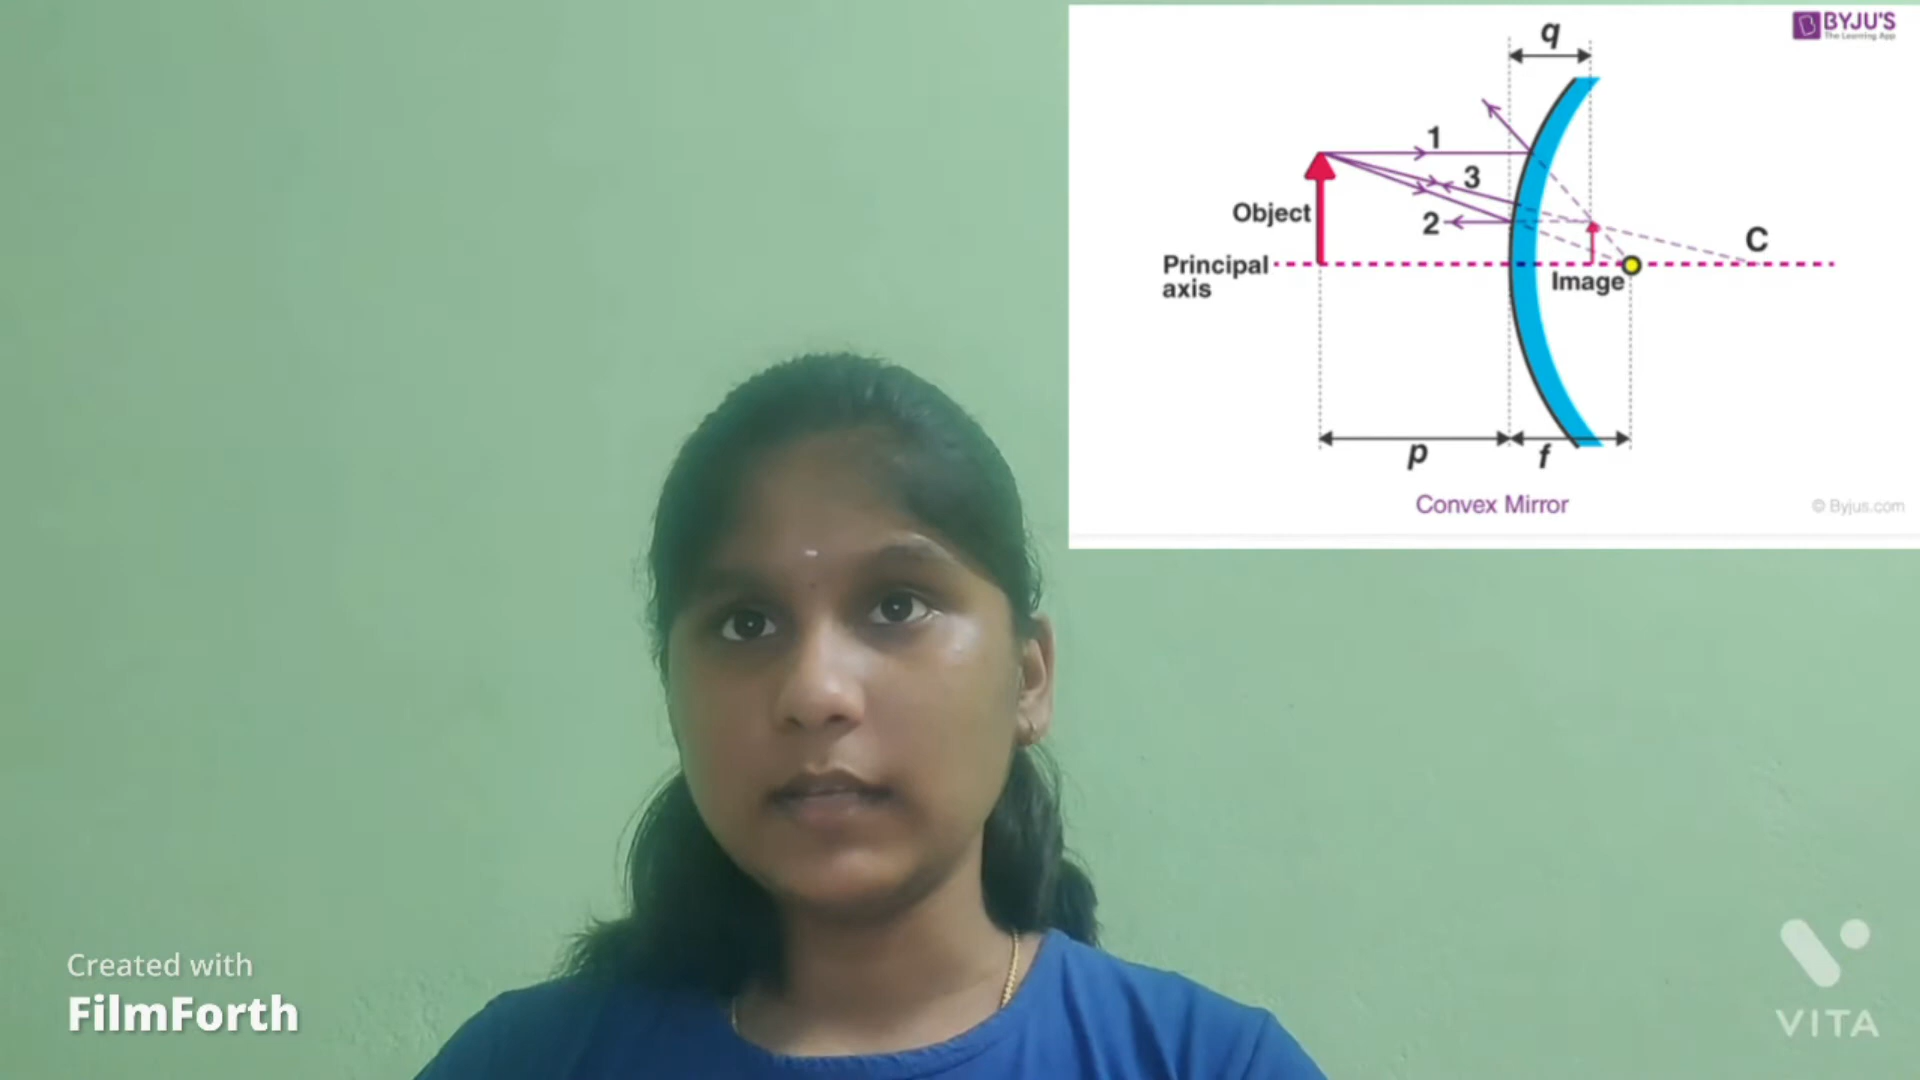 q
BYJU'S
The Learning App
1
3
Object
2
C
Principal
axis
Image
p
f
Convex Mirror
© Byjus.com
Created with
FilmForth
VITA